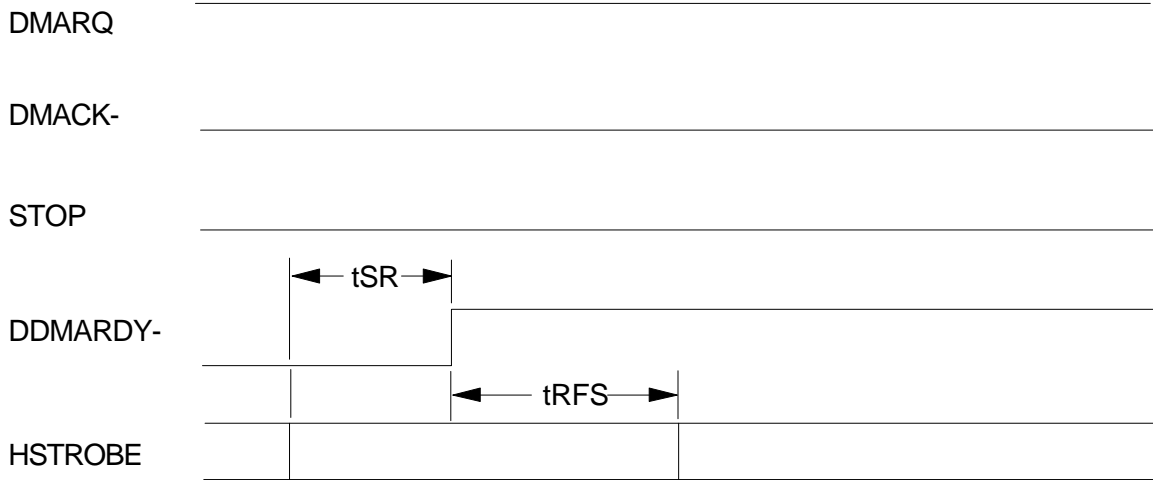 DMARQ
DMACK-
STOP
tSR
DDMARDY-
tRFS
HSTROBE